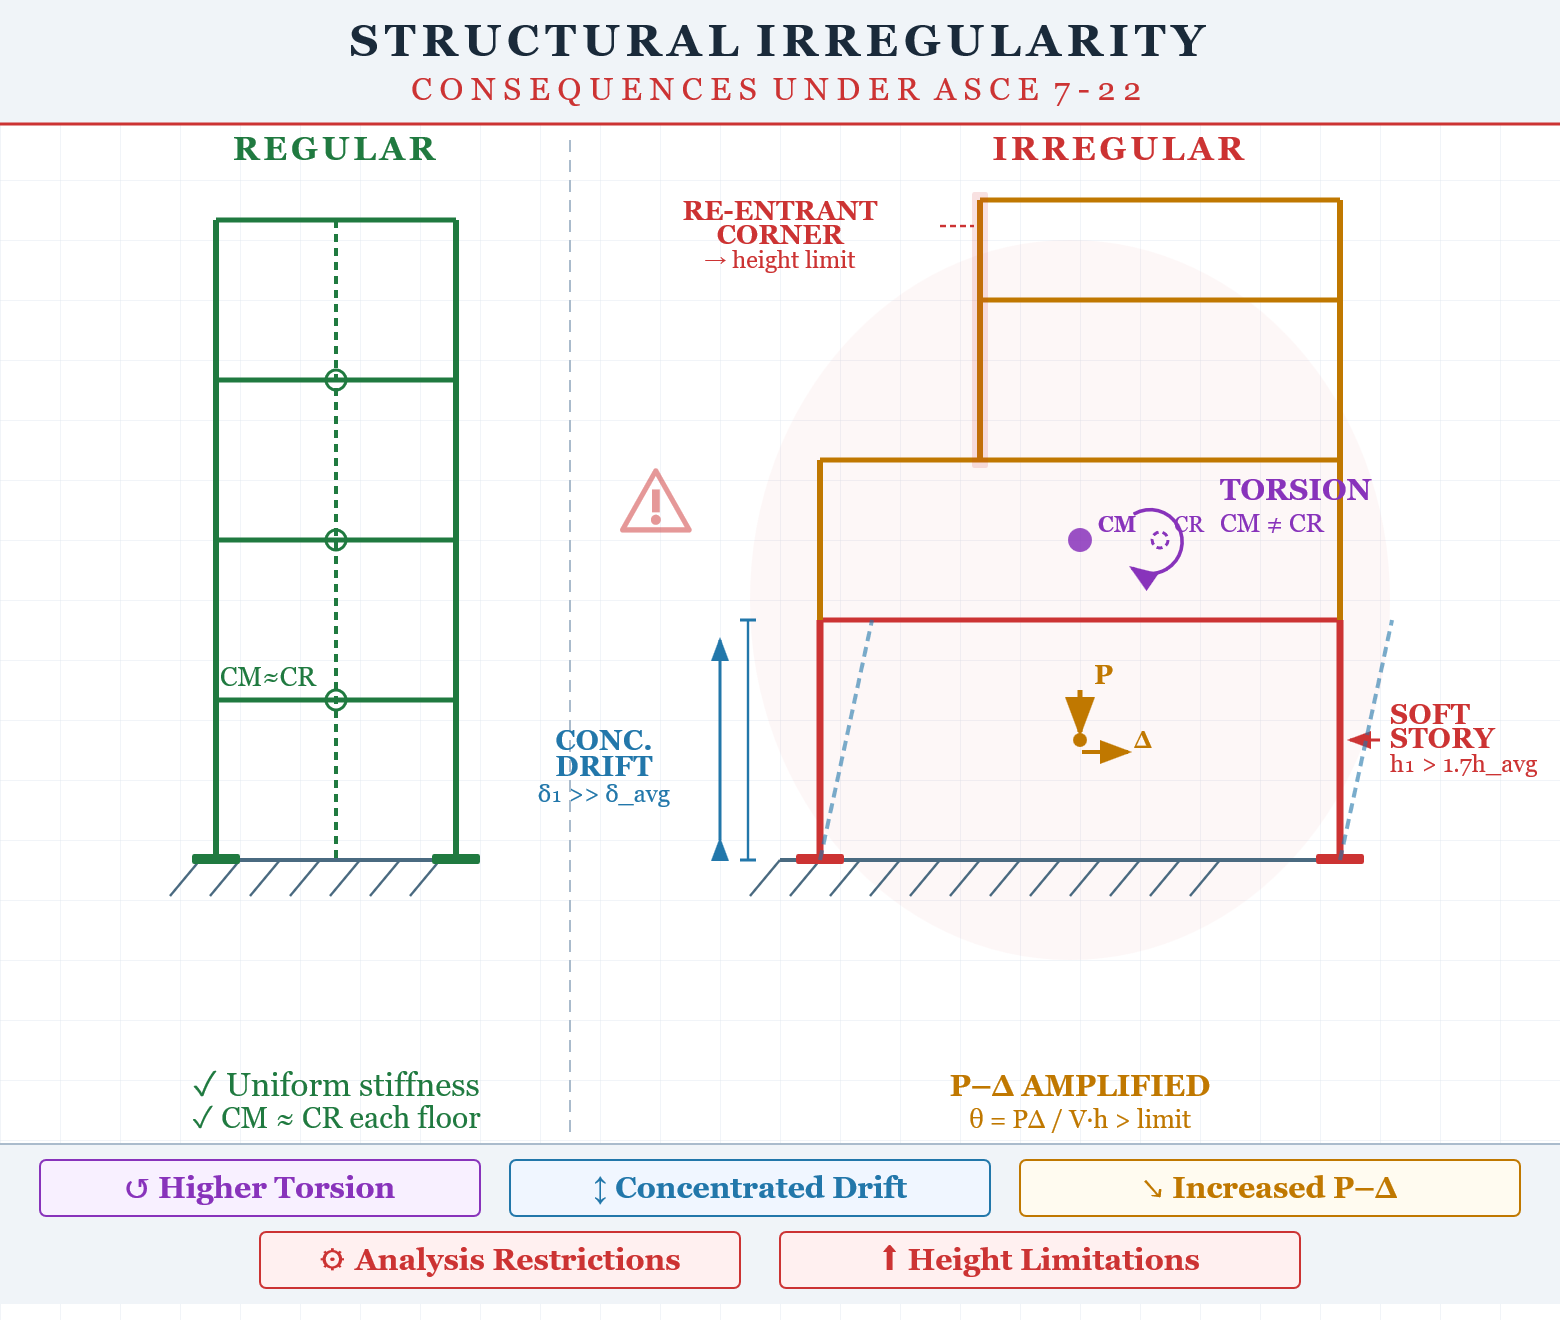 STRUCTURAL IRREGULARITY
CONSEQUENCES UNDER ASCE 7-22
REGULAR
IRREGULAR
RE-ENTRANT
CORNER
→ height limit
TORSION
CM
CR
CM ≠ CR
CM≈CR
P
Δ
CONC.
DRIFT
δ₁ >> δ_avg
SOFT
STORY
h₁ > 1.7h_avg
✓ Uniform stiffness
✓ CM ≈ CR each floor
P–Δ AMPLIFIED
θ = PΔ / V·h > limit
↺ Higher Torsion
↕ Concentrated Drift
↘ Increased P–Δ
⚙ Analysis Restrictions
⬆ Height Limitations